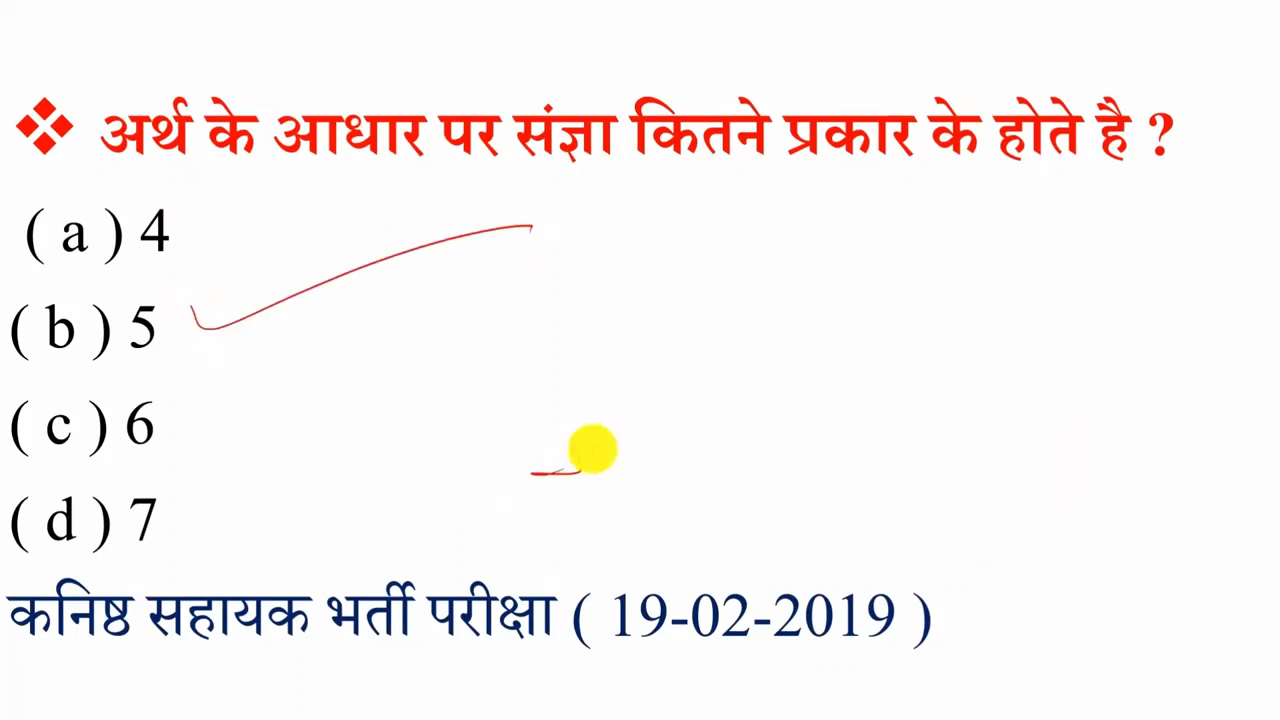 ❖ अर्थ के आधार पर संज्ञा कितने प्रकार के होते है ?
( a ) 4
( b ) 5
( c ) 6
( d ) 7
कनिष्ठ सहायक भर्ती परीक्षा ( 19-02-2019 )